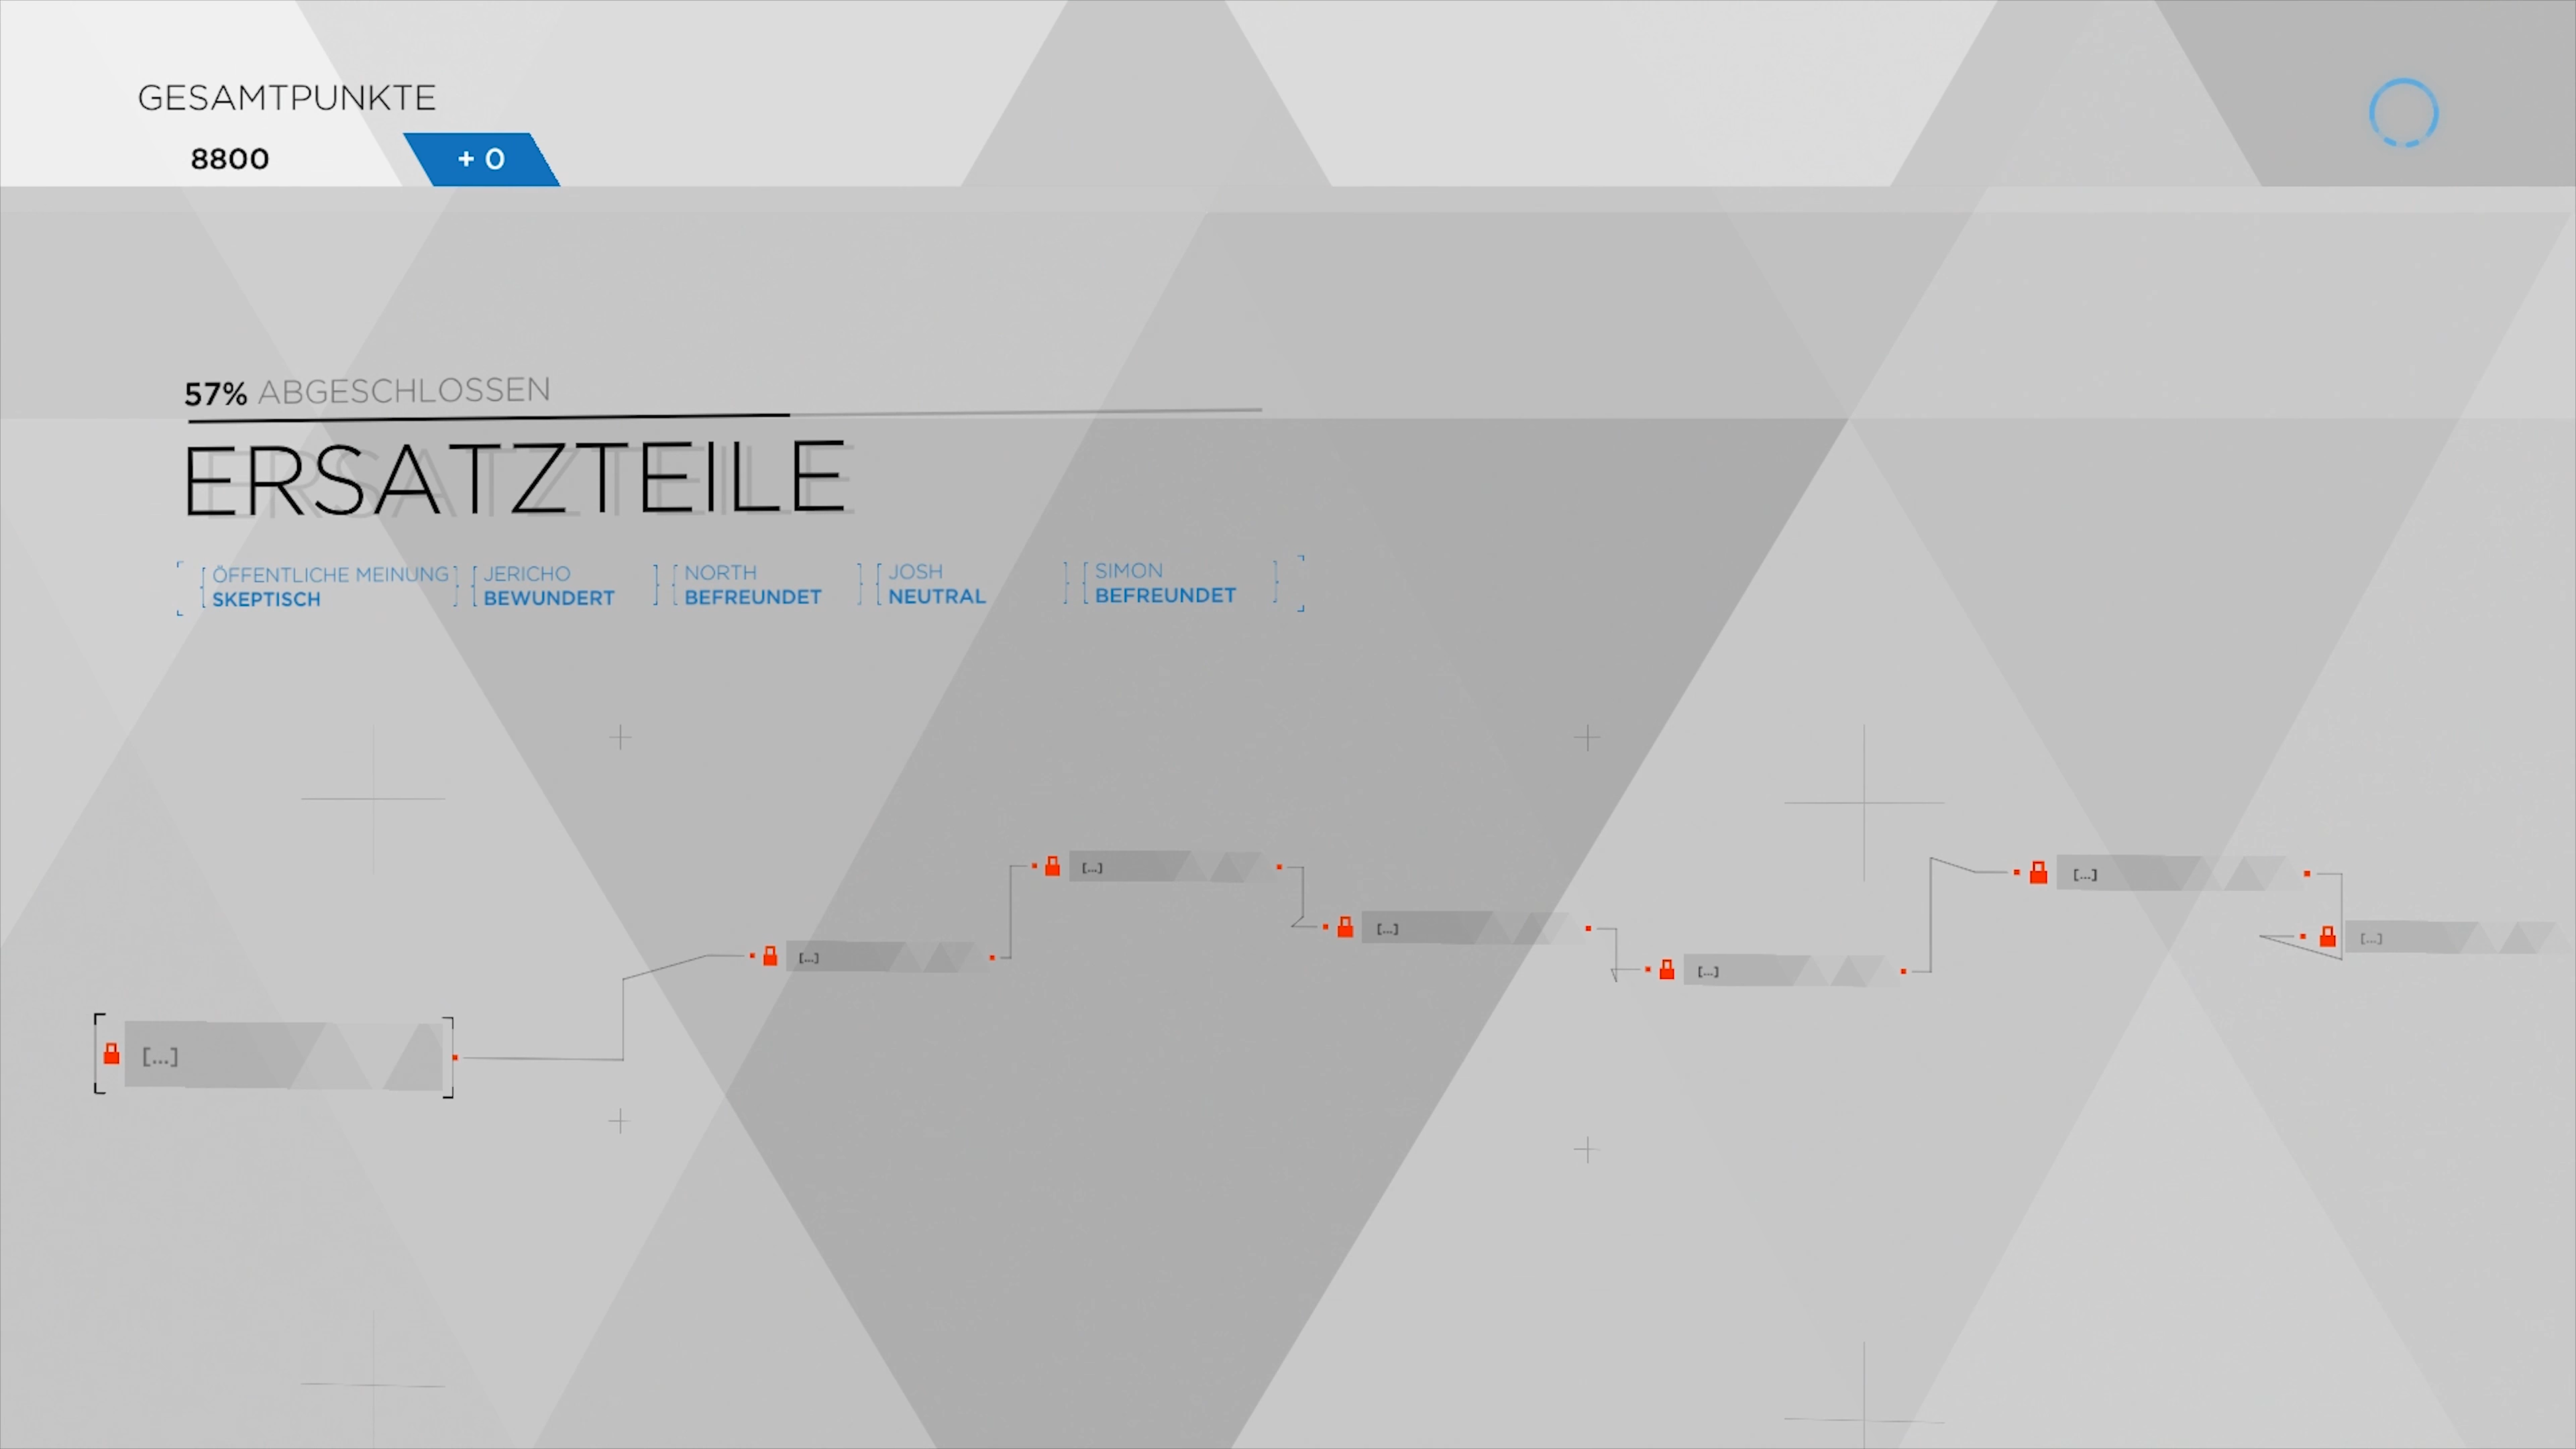 GESAMTPUNKTE
8800 + 0
57% ABGESCHLOSSEN
ERSATZTEILE
ÖFFENTLICHE MEINUNG JERICHO NORTH JOSH SIMON
SKEPTISCH BEWUNDERT BEFREUNDET NEUTRAL BEFREUNDET
[...]
[...]
[...]
[...]
[...]
[...]
[...]